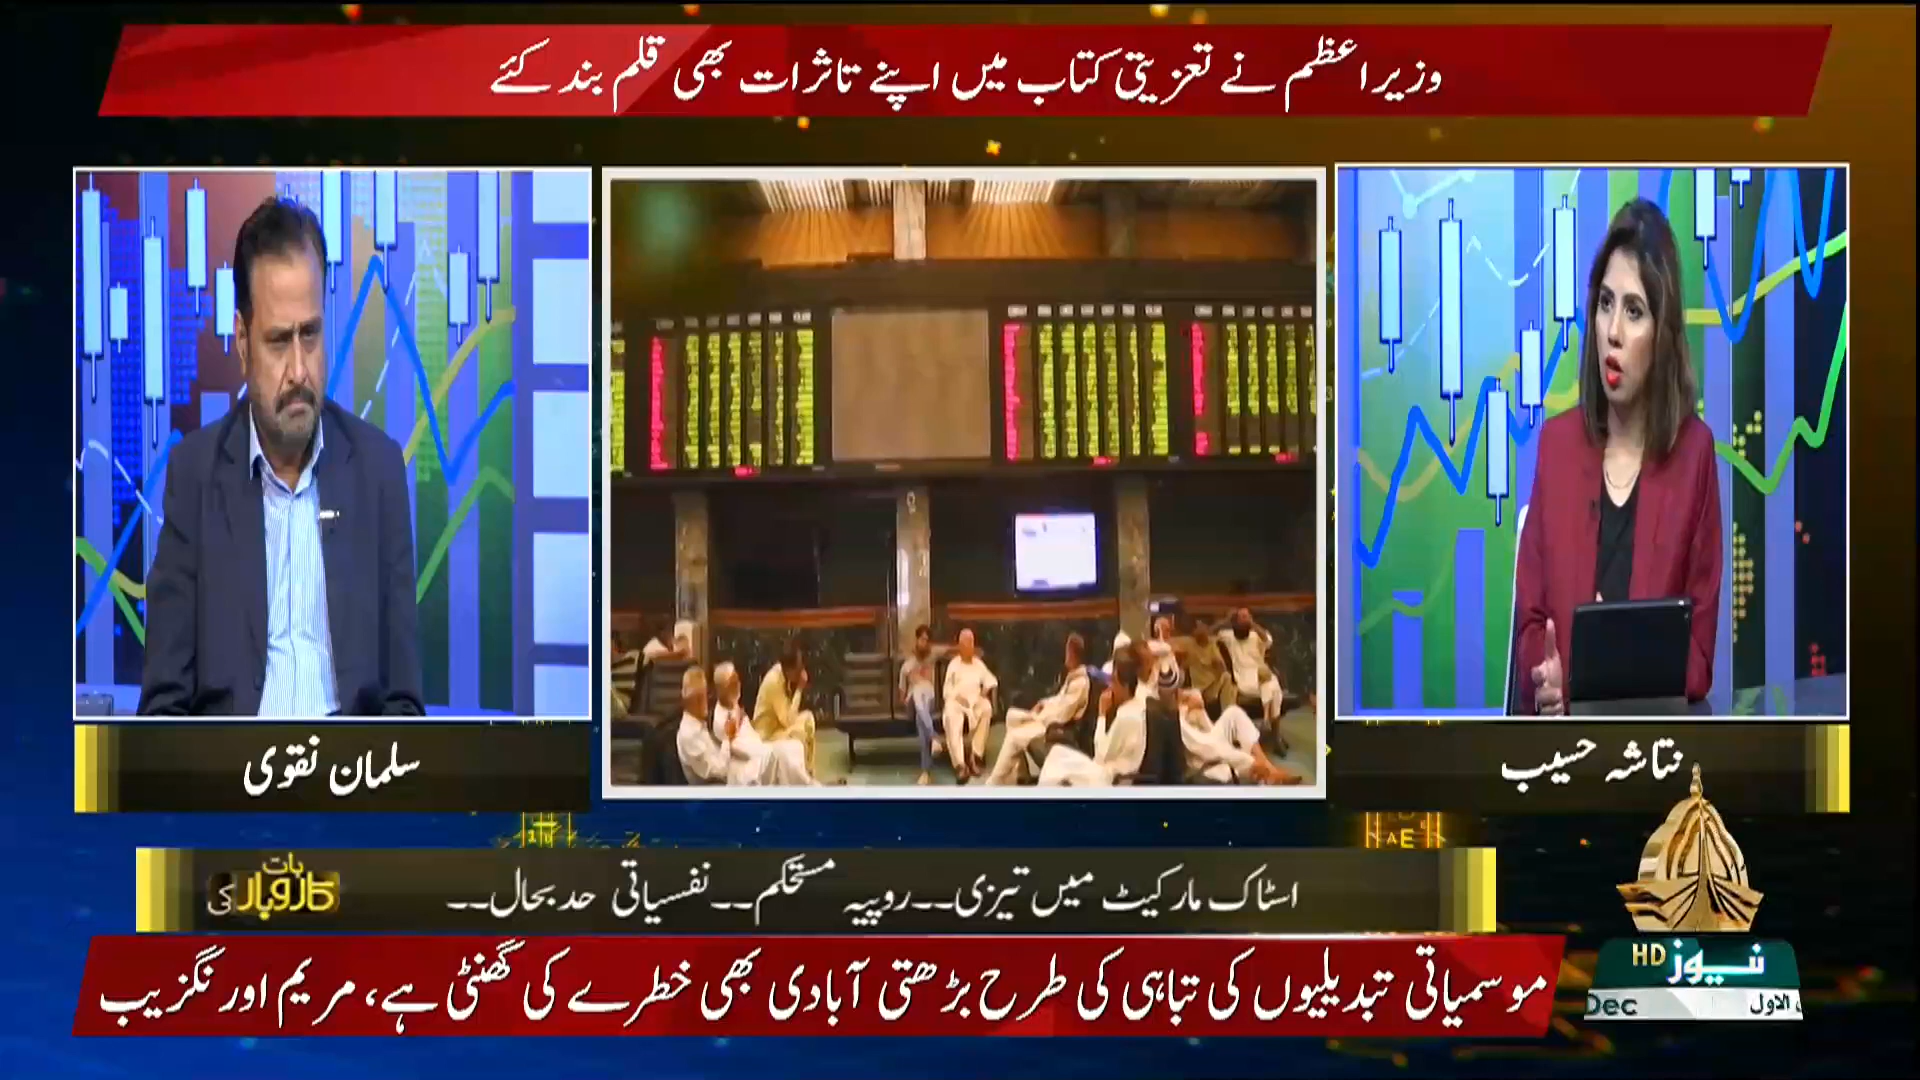 وزیراعظم نے تعزیتی کتاب میں اپنے تاثرات بھی قلم بند کئے
سلمان نقوی
نتاشہ حسیب
بات کاروبار کی
اسٹاک مارکیٹ میں تیزی۔۔روپیہ مستحکم۔۔نفسیاتی حد بحال۔۔
موسمیاتی تبدیلیوں کی تباہی کی طرح بڑھتی آبادی بھی خطرے کی گھنٹی ہے، مریم اورنگزیب
نیوز HD
Dec
الاول